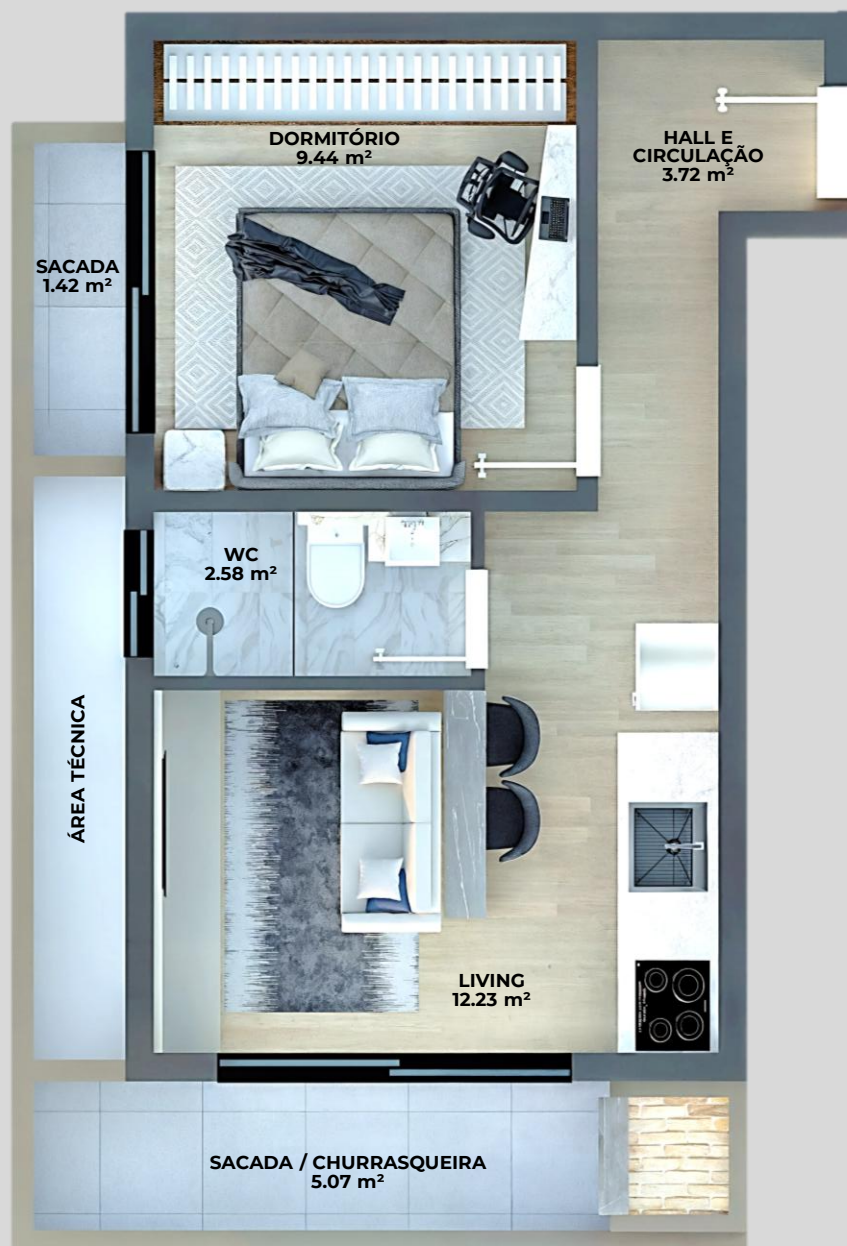 DORMITÓRIO
9.44 m²
HALL E
CIRCULAÇÃO
3.72 m²
SACADA
1.42 m²
WC
2.58 m²
ÁREA TÉCNICA
LIVING
12.23 m²
SACADA / CHURRASQUEIRA
5.07 m²